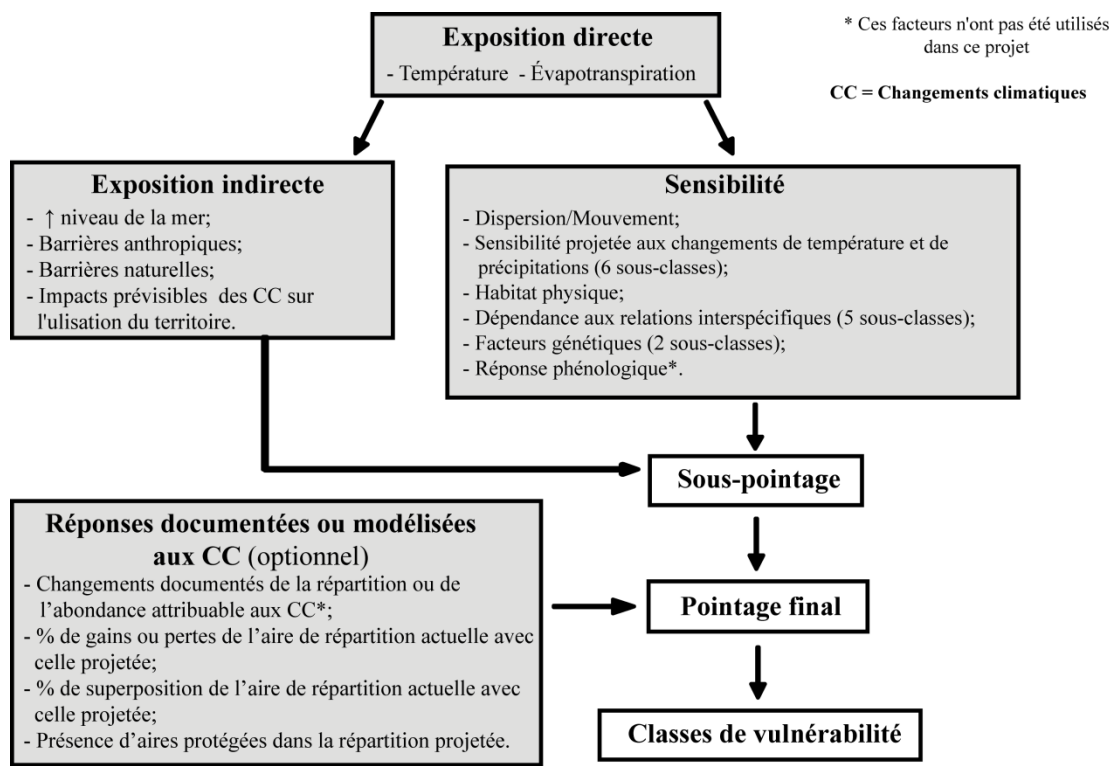 Exposition directe
- Température - Évapotranspiration
* Ces facteurs n'ont pas été utilisés
dans ce projet
CC = Changements climatiques
Exposition indirecte
- ↑ niveau de la mer;
- Barrières anthropiques;
- Barrières naturelles;
- Impacts prévisibles des CC sur
l'ulisation du territoire.
Sensibilité
- Dispersion/Mouvement;
- Sensibilité projetée aux changements de température et de
précipitations (6 sous-classes);
- Habitat physique;
- Dépendance aux relations interspécifiques (5 sous-classes);
- Facteurs génétiques (2 sous-classes);
- Réponse phénologique*.
Sous-pointage
Réponses documentées ou modélisées
aux CC (optionnel)
- Changements documentés de la répartition ou de
l'abondance attribuable aux CC*;
- % de gains ou pertes de l'aire de répartition actuelle avec
celle projetée;
- % de superposition de l'aire de répartition actuelle avec
celle projetée;
- Présence d'aires protégées dans la répartition projetée.
Pointage final
Classes de vulnérabilité